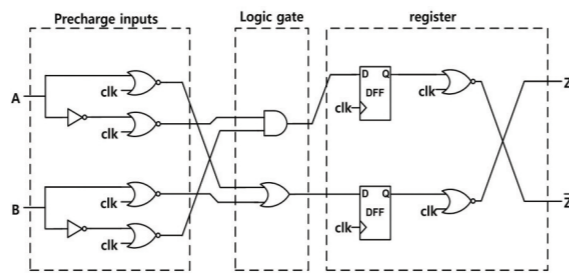 Precharge inputs
Logic gate
register
A
clk
clk
B
clk
clk
D Q
DFF
clk
clk
D Q
DFF
clk
clk
Z
Z̅